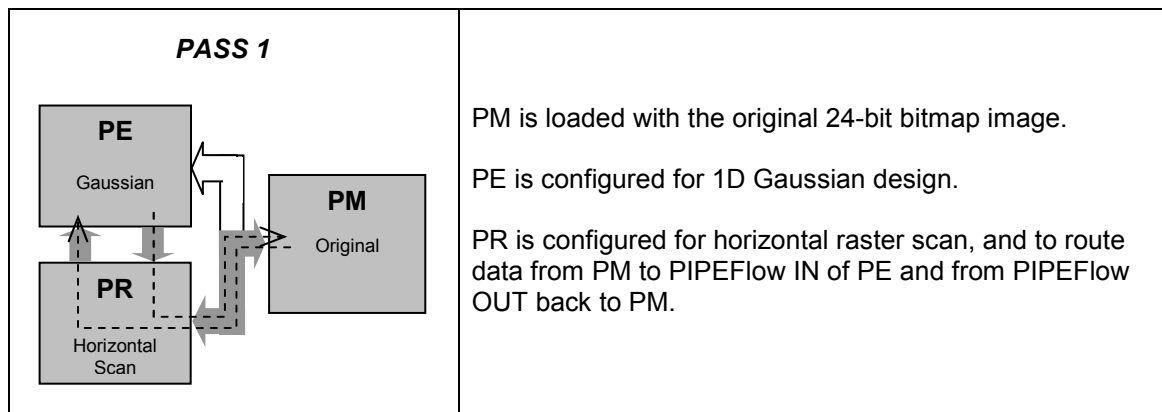 PASS 1
PE
Gaussian
PM
Original
PR
Horizontal
Scan
PM is loaded with the original 24-bit bitmap image.
PE is configured for 1D Gaussian design.
PR is configured for horizontal raster scan, and to route
data from PM to PIPEFlow IN of PE and from PIPEFlow
OUT back to PM.